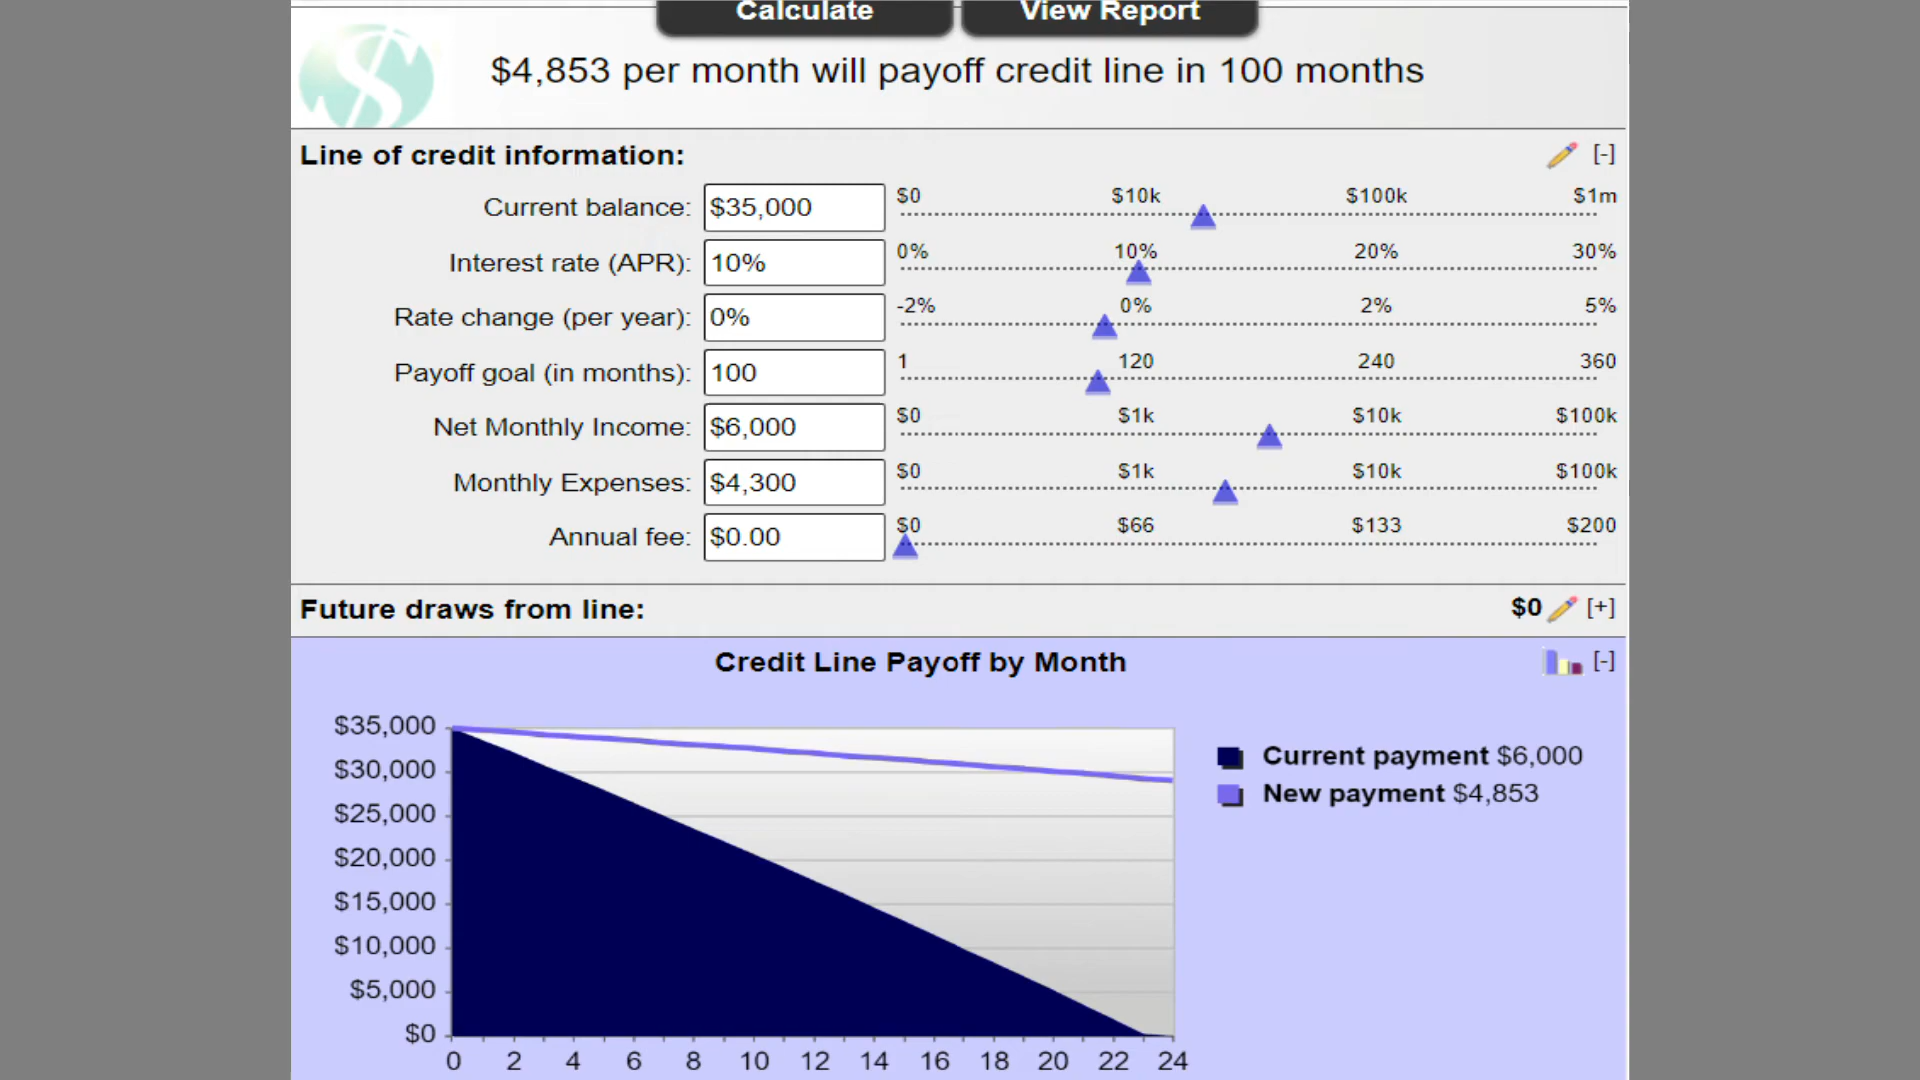 Calculate View Report
$4,853 per month will payoff credit line in 100 months
Line of credit information: [-]
Current balance: $35,000 $0 $10k $100k $1m
Interest rate (APR): 10% 0% 10% 20% 30%
Rate change (per year): 0% -2% 0% 2% 5%
Payoff goal (in months): 100 1 120 240 360
Net Monthly Income: $6,000 $0 $1k $10k $100k
Monthly Expenses: $4,300 $0 $1k $10k $100k
Annual fee: $0.00 $0 $66 $133 $200
Future draws from line: $0 [+]
Credit Line Payoff by Month [-]
$35,000
$30,000
$25,000
$20,000
$15,000
$10,000
$5,000
$0
0 2 4 6 8 10 12 14 16 18 20 22 24
Current payment $6,000
New payment $4,853